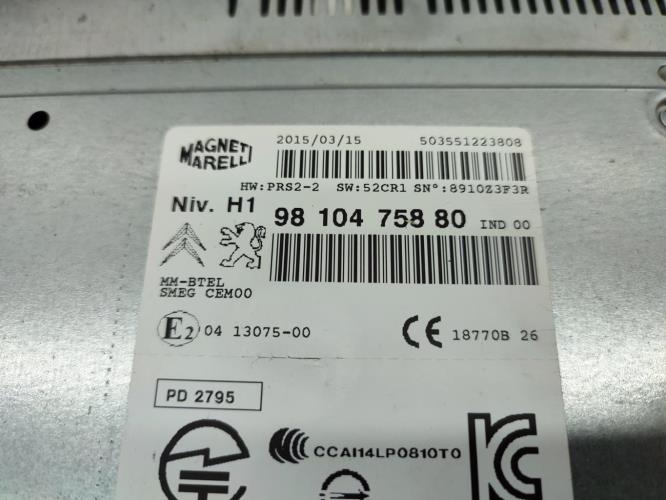 MAGNETI
MARELLI
2015/03/15 503551223808
HW:PRS2-2 SW:52CR1 SN°:8910Z3F3R
Niv. H1 98 104 758 80 IND 00
MM-BTEL
SMEG CEM00
E2 04 13075-00 CE 18770B 26
PD 2795
CCAI14LP0810T0